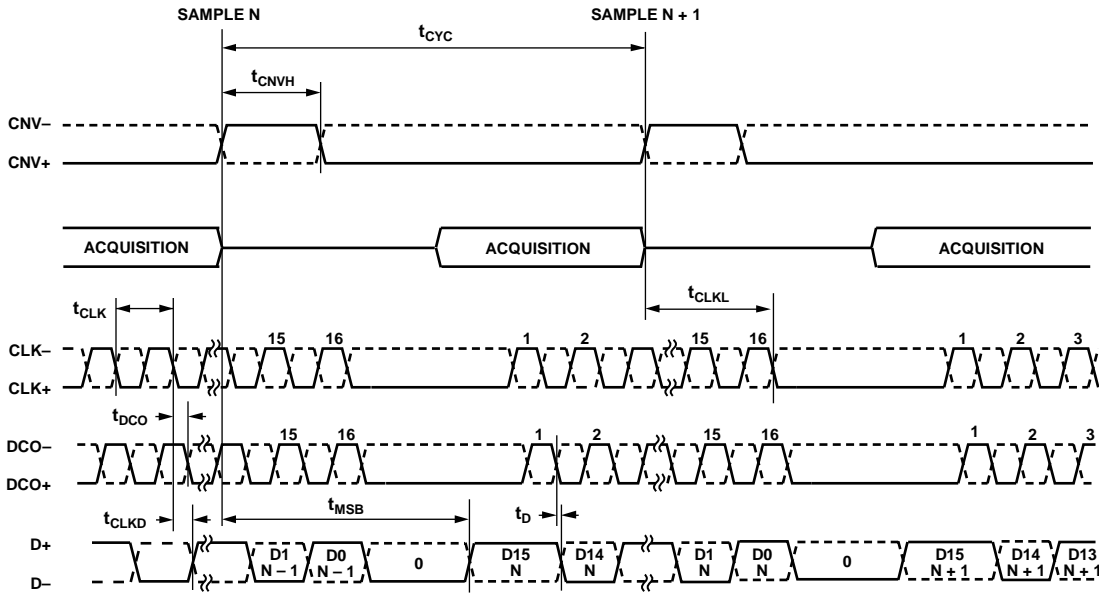 SAMPLE N SAMPLE N + 1
tCYC
tCNVH
CNV–
CNV+
ACQUISITION ACQUISITION ACQUISITION
tCLK tCLKL
15 16 1 2 15 16 1 2 3
CLK–
CLK+
tDCO
15 16 1 2 15 16 1 2 3
DCO–
DCO+
tCLKD tMSB tD
D+
D–
D1 N – 1
D0 N – 1
0
D15 N
D14 N
D1 N
D0 N
0
D15 N + 1
D14 N + 1
D13 N + 1